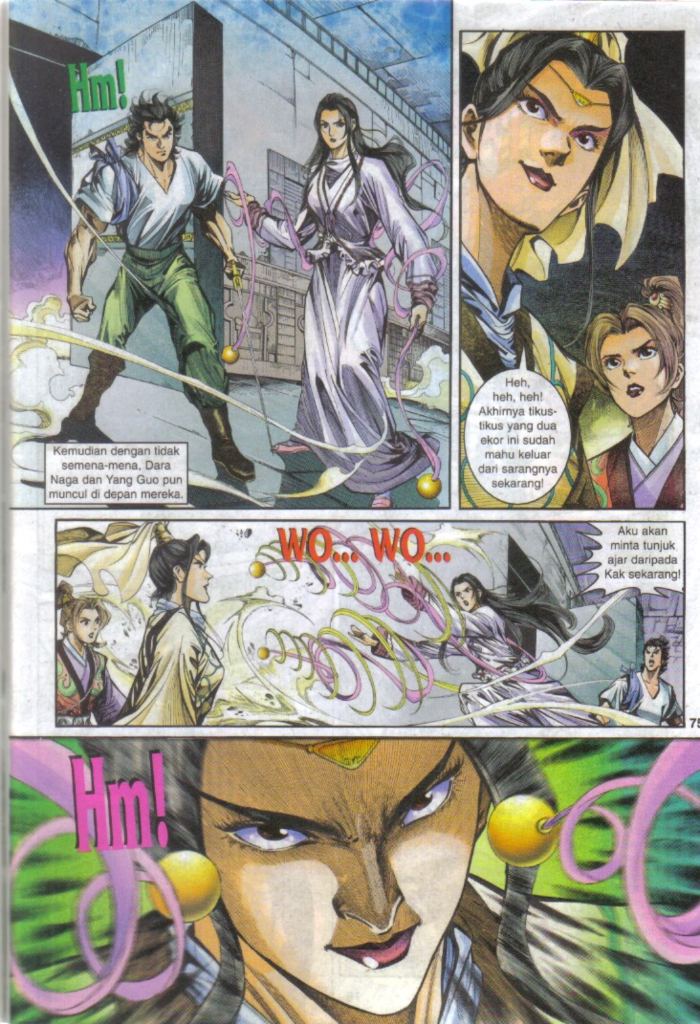 Hm!
Kemudian dengan tidak
semena-mena, Dara
Naga dan Yang Guo pun
muncul di depan mereka.
Heh,
heh, heh!
Akhirnya tikus-
tikus yang dua
ekor ini sudah
mahu keluar
dari sarangnya
sekarang!
WO... WO...
Aku akan
minta tunjuk
ajar daripada
Kak sekarang!
75
Hm!